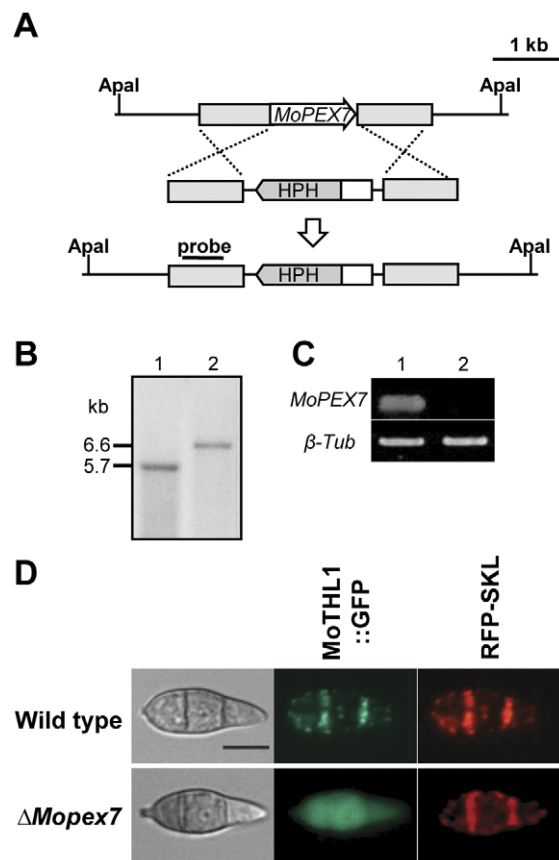 A
1 kb
ApaI ApaI
MoPEX7
HPH
ApaI probe ApaI
HPH
B
1 2
kb
6.6
5.7
C
1 2
MoPEX7
β-Tub
D
MoTHL1
::GFP
RFP-SKL
Wild type
ΔMopex7